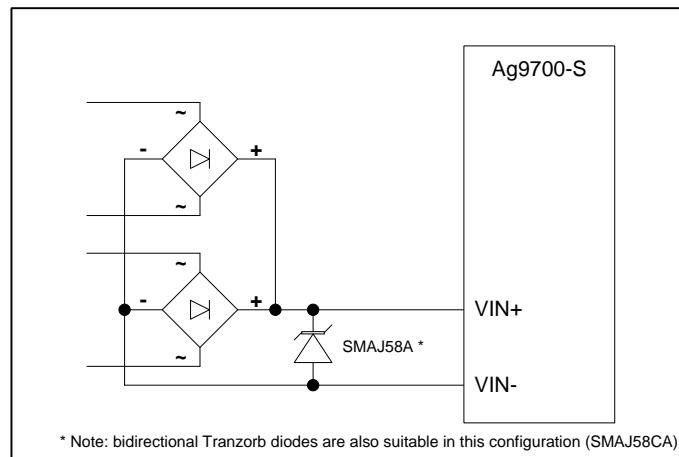 Ag9700-S
~
- +
~
~
- +
~
VIN+
SMAJ58A *
VIN-
* Note: bidirectional Tranzorb diodes are also suitable in this configuration (SMAJ58CA)